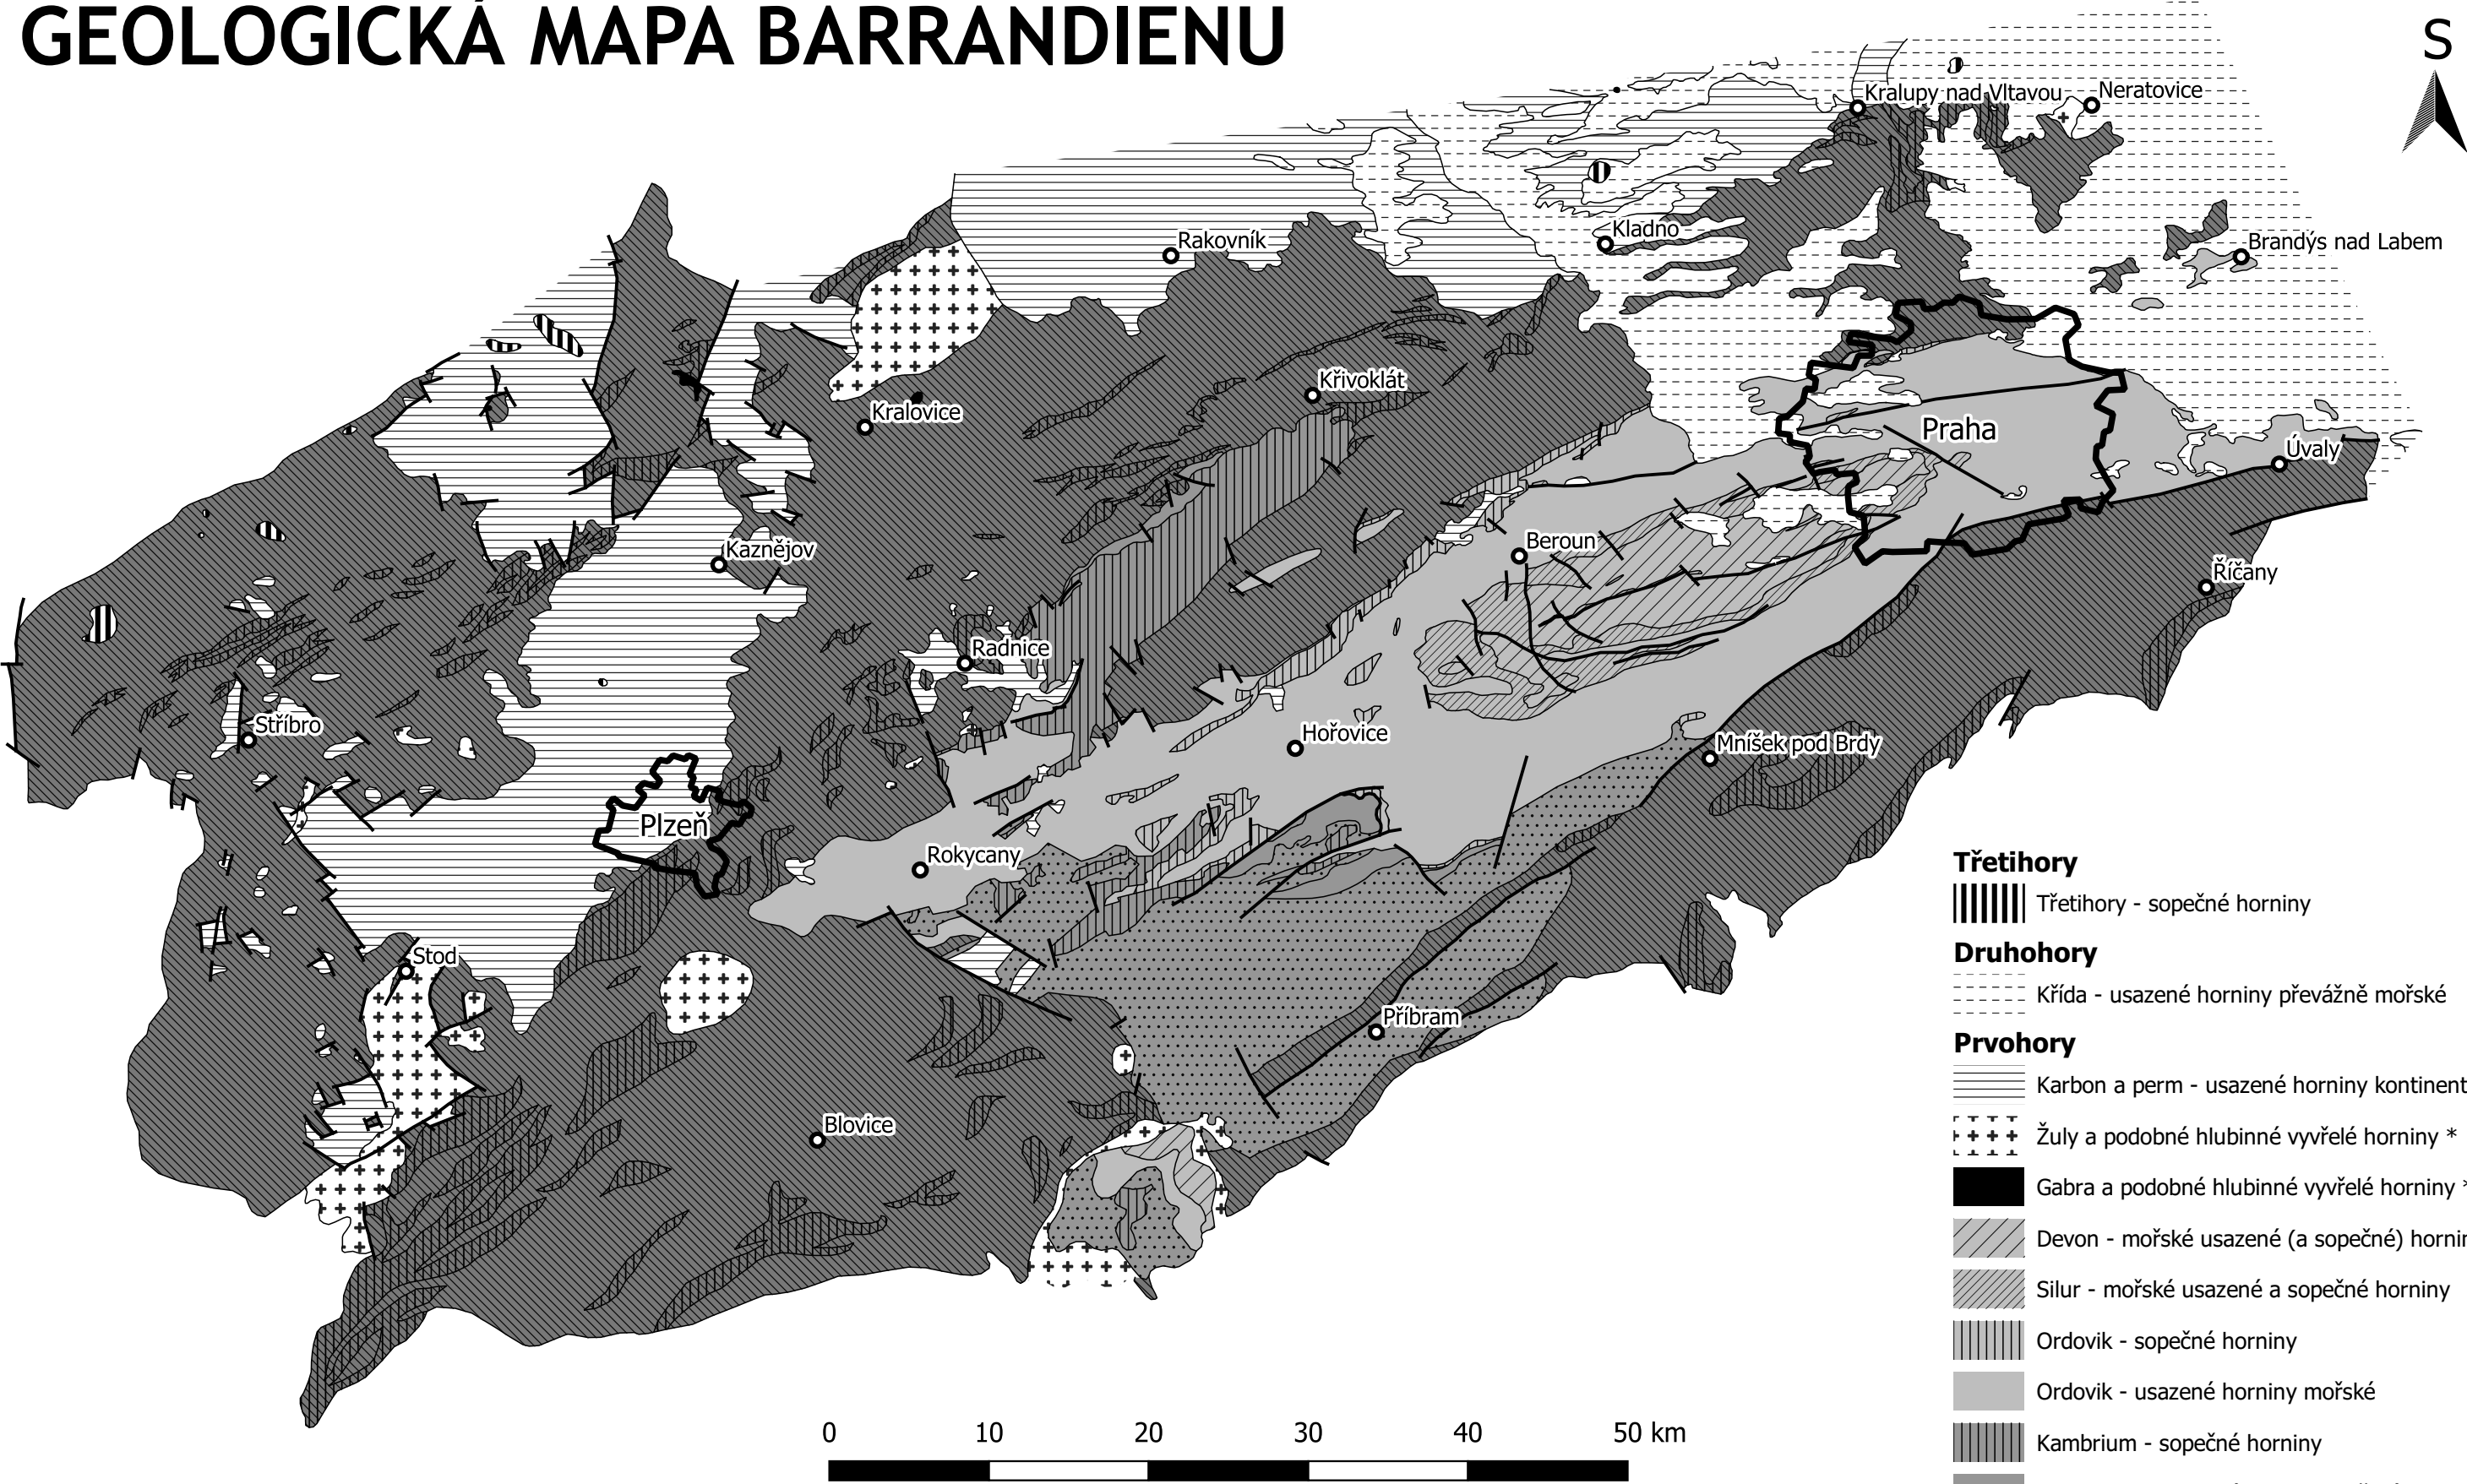 GEOLOGICKÁ MAPA BARRANDIENU
S
Kralupy nad Vltavou
Neratovice
Kladno
Rakovník
Brandýs nad Labem
Křivoklát
Kralovice
Praha
Úvaly
Kaznějov
Beroun
Říčany
Radnice
Stříbro
Hořovice
Mníšek pod Brdy
Plzeň
Rokycany
Stod
Příbram
Blovice
Třetihory
Třetihory - sopečné horniny
Druhohory
Křída - usazené horniny převážně mořské
Prvohory
Karbon a perm - usazené horniny kontinent
Žuly a podobné hlubinné vyvřelé horniny *
Gabra a podobné hlubinné vyvřelé horniny *
Devon - mořské usazené (a sopečné) hornin
Silur - mořské usazené a sopečné horniny
Ordovik - sopečné horniny
Ordovik - usazené horniny mořské
Kambrium - sopečné horniny
0 10 20 30 40 50 km